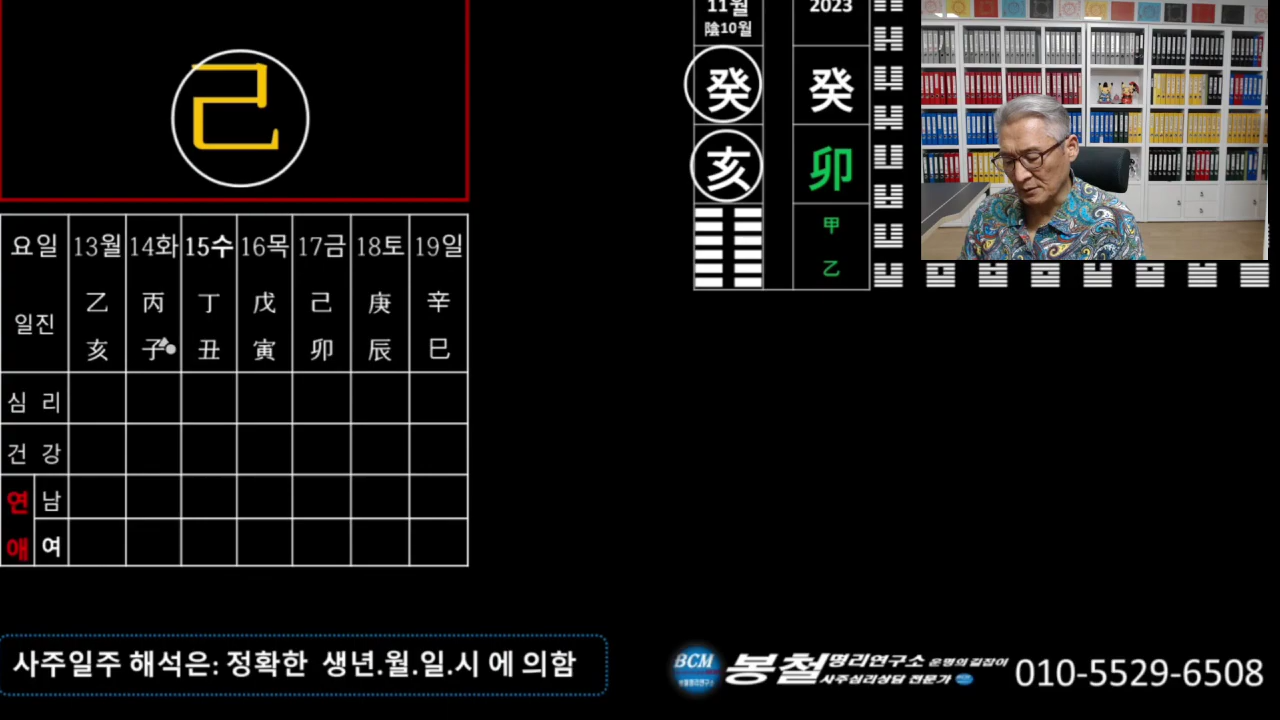 己
요일 13월 14화 15수 16목 17금 18토 19일
일진 乙 丙 丁 戊 己 庚 辛
亥 子 丑 寅 卯 辰 巳
심 리
건 강
연 남
애 여
11월 2023
陰10월
癸 癸
亥 卯
甲
乙
사주일주 해석은: 정확한 생년.월.일.시 에 의함
BCM
봉철명리연구소 운명의길잡이
사주심리상담 전문가
010-5529-6508